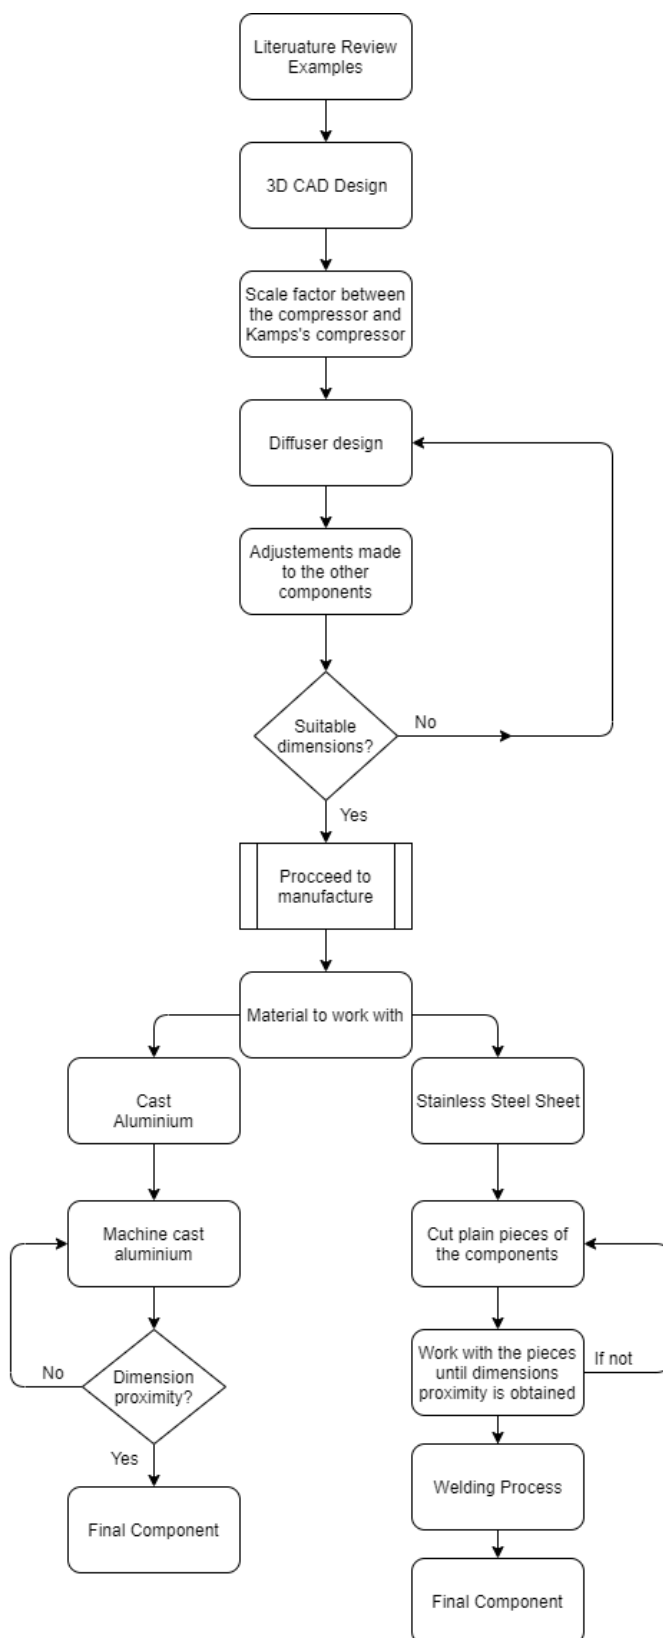 Literuature Review
Examples
3D CAD Design
Scale factor between
the compressor and
Kamps's compressor
Diffuser design
Adjustements made
to the other
components
Suitable
dimensions?
No
Yes
Procceed to
manufacture
Material to work with
Cast
Aluminium
Stainless Steel Sheet
Machine cast
aluminium
Cut plain pieces of
the components
Dimension
proximity?
No
Yes
Work with the pieces
until dimensions
proximity is obtained
If not
Welding Process
Final Component
Final Component